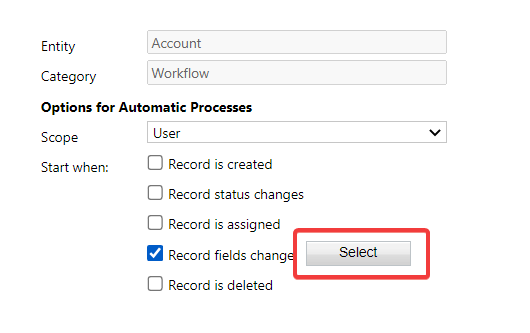 Entity Account
Category Workflow
Options for Automatic Processes
Scope User
Start when: Record is created
Record status changes
Record is assigned
Record fields change Select
Record is deleted